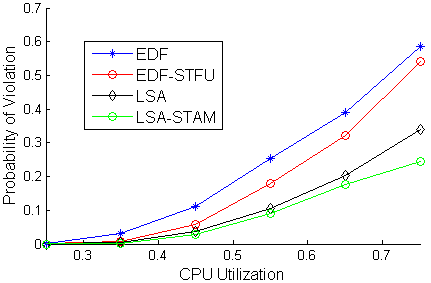 0.7
0.6
0.5
0.4
0.3
0.2
0.1
0
Probability of Violation
EDF
EDF-STFU
LSA
LSA-STAM
0.3 0.4 0.5 0.6 0.7
CPU Utilization